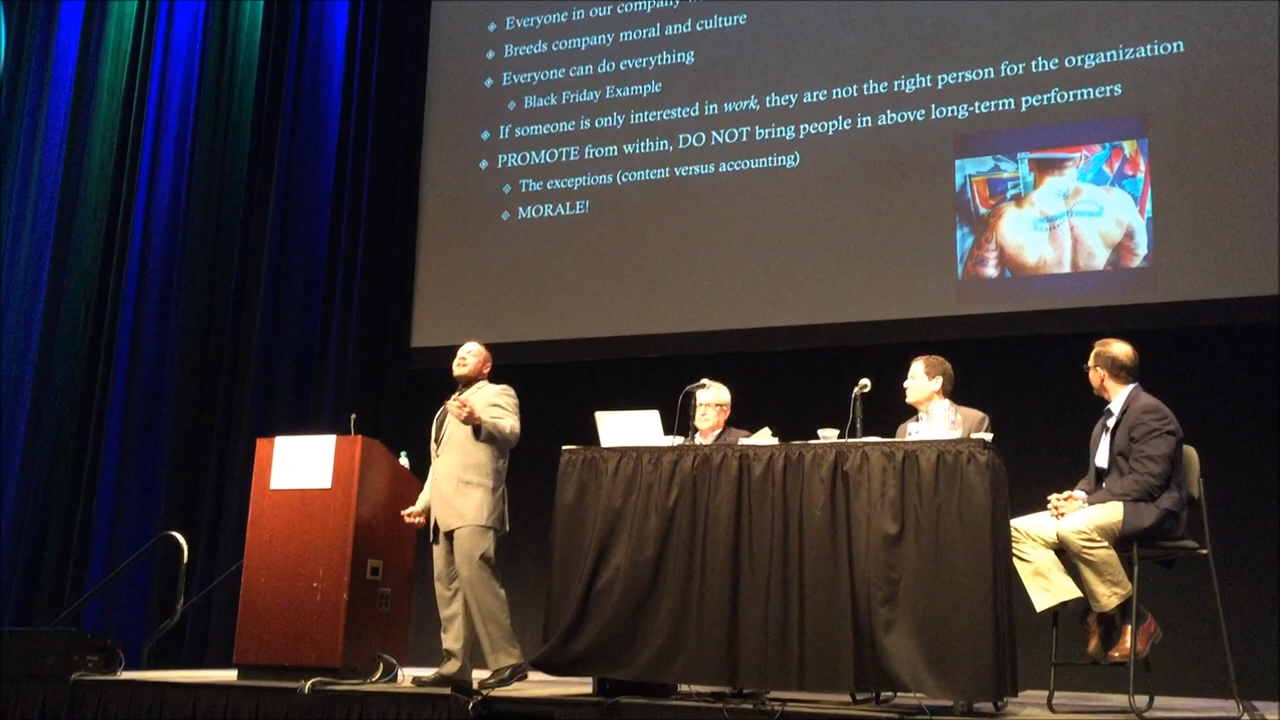 Everyone in our company
Breeds company moral and culture
Everyone can do everything
Black Friday Example
If someone is only interested in work, they are not the right person for the organization
PROMOTE from within, DO NOT bring people in above long-term performers
The exceptions (content versus accounting)
MORALE!